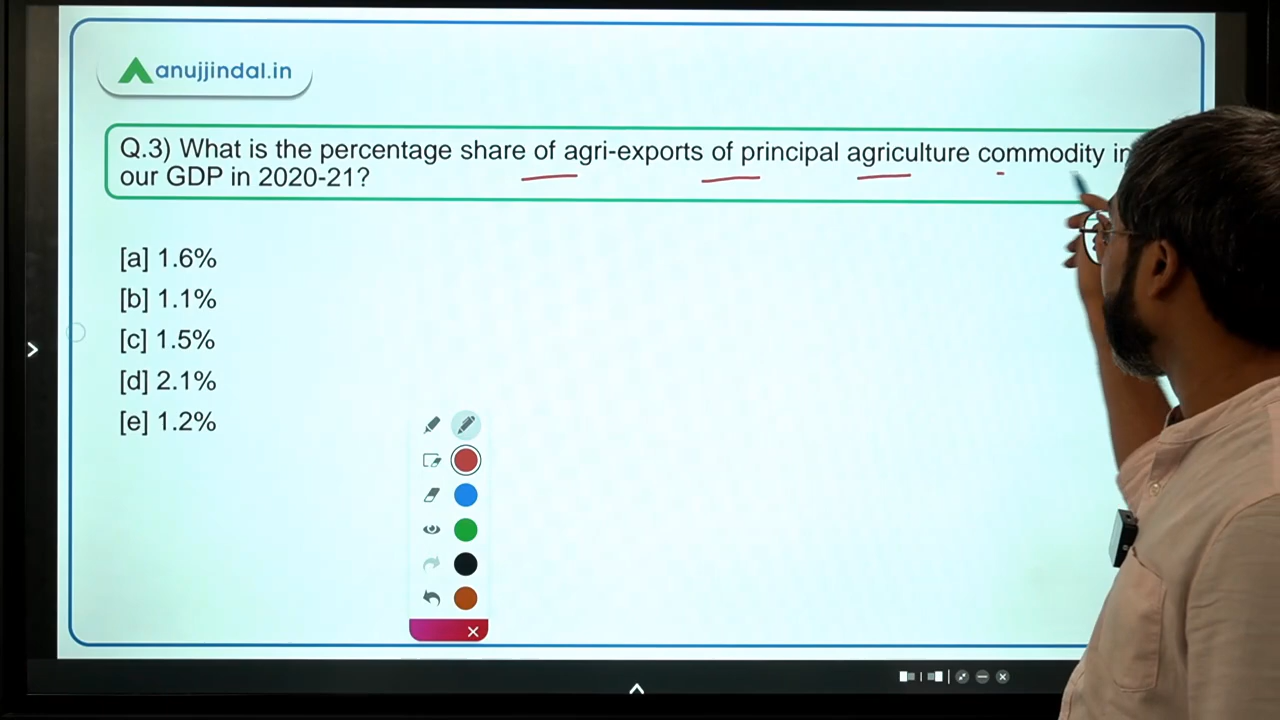 anujjindal.in
Q.3) What is the percentage share of agri-exports of principal agriculture commodity in
our GDP in 2020-21?
[a] 1.6%
[b] 1.1%
[c] 1.5%
[d] 2.1%
[e] 1.2%